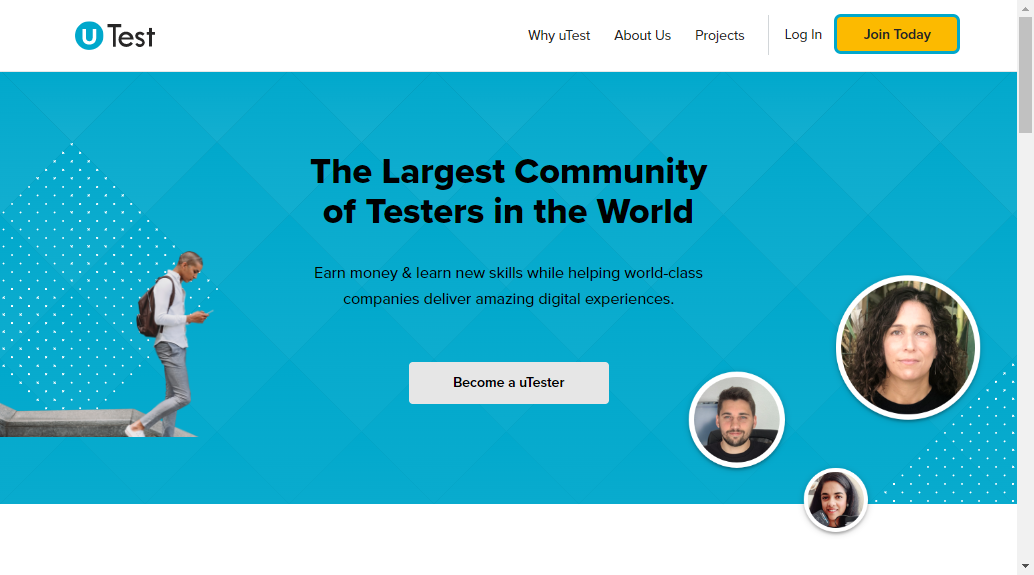 uTest
Why uTest
About Us
Projects
Log In
Join Today
The Largest Community
of Testers in the World
Earn money & learn new skills while helping world-class
companies deliver amazing digital experiences.
Become a uTester